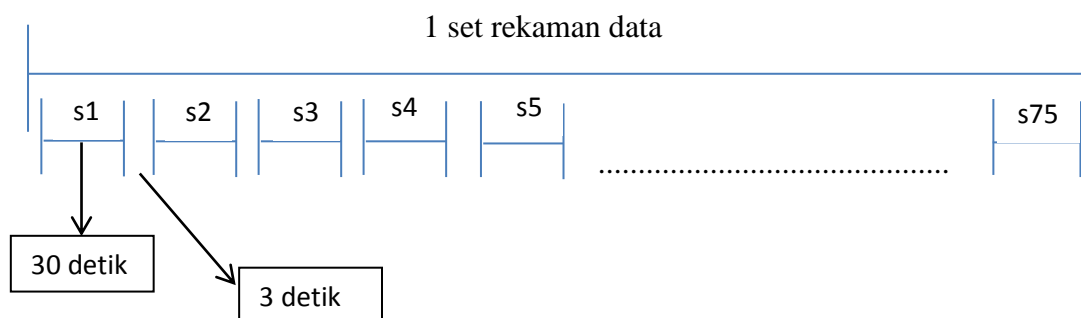 1 set rekaman data
s1 s2 s3 s4 s5 s75
............................................
30 detik
3 detik